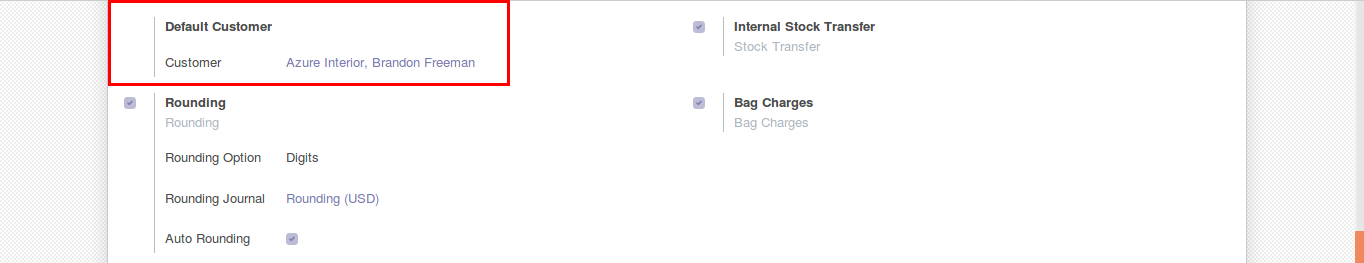 Default Customer
Customer Azure Interior, Brandon Freeman
Internal Stock Transfer
Stock Transfer
Rounding
Rounding
Rounding Option Digits
Rounding Journal Rounding (USD)
Auto Rounding
Bag Charges
Bag Charges